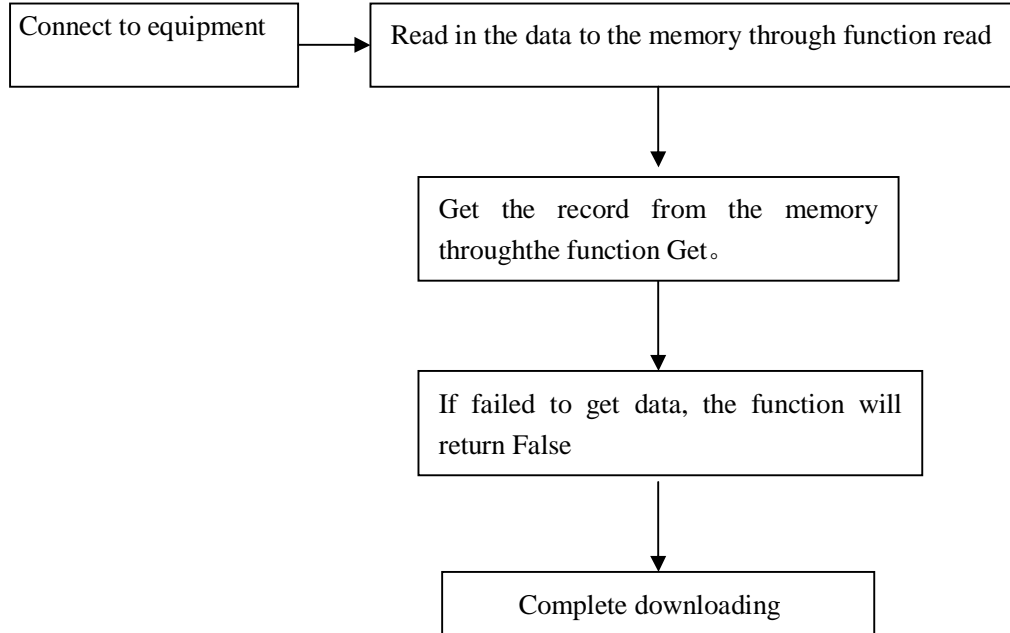 Connect to equipment
Read in the data to the memory through function read
Get the record from the memory
throughthe function Get。
If failed to get data, the function will
return False
Complete downloading